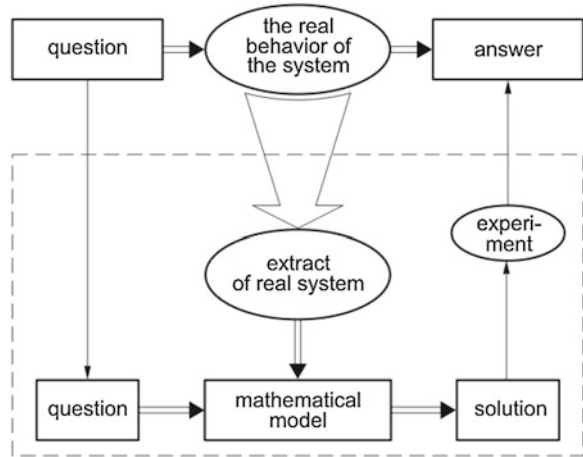 question
the real
behavior of
the system
answer
experi-
ment
extract
of real system
question
mathematical
model
solution